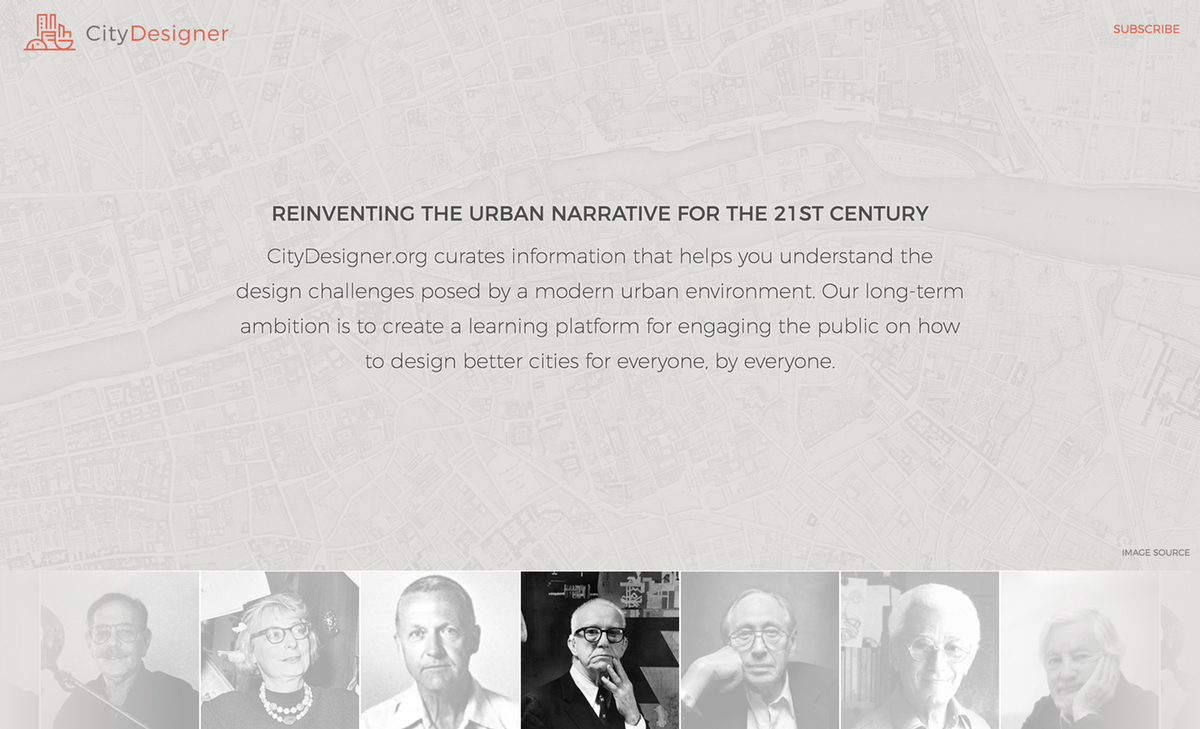 CityDesigner
SUBSCRIBE
REINVENTING THE URBAN NARRATIVE FOR THE 21ST CENTURY
CityDesigner.org curates information that helps you understand the
design challenges posed by a modern urban environment. Our long-term
ambition is to create a learning platform for engaging the public on how
to design better cities for everyone, by everyone.
IMAGE SOURCE